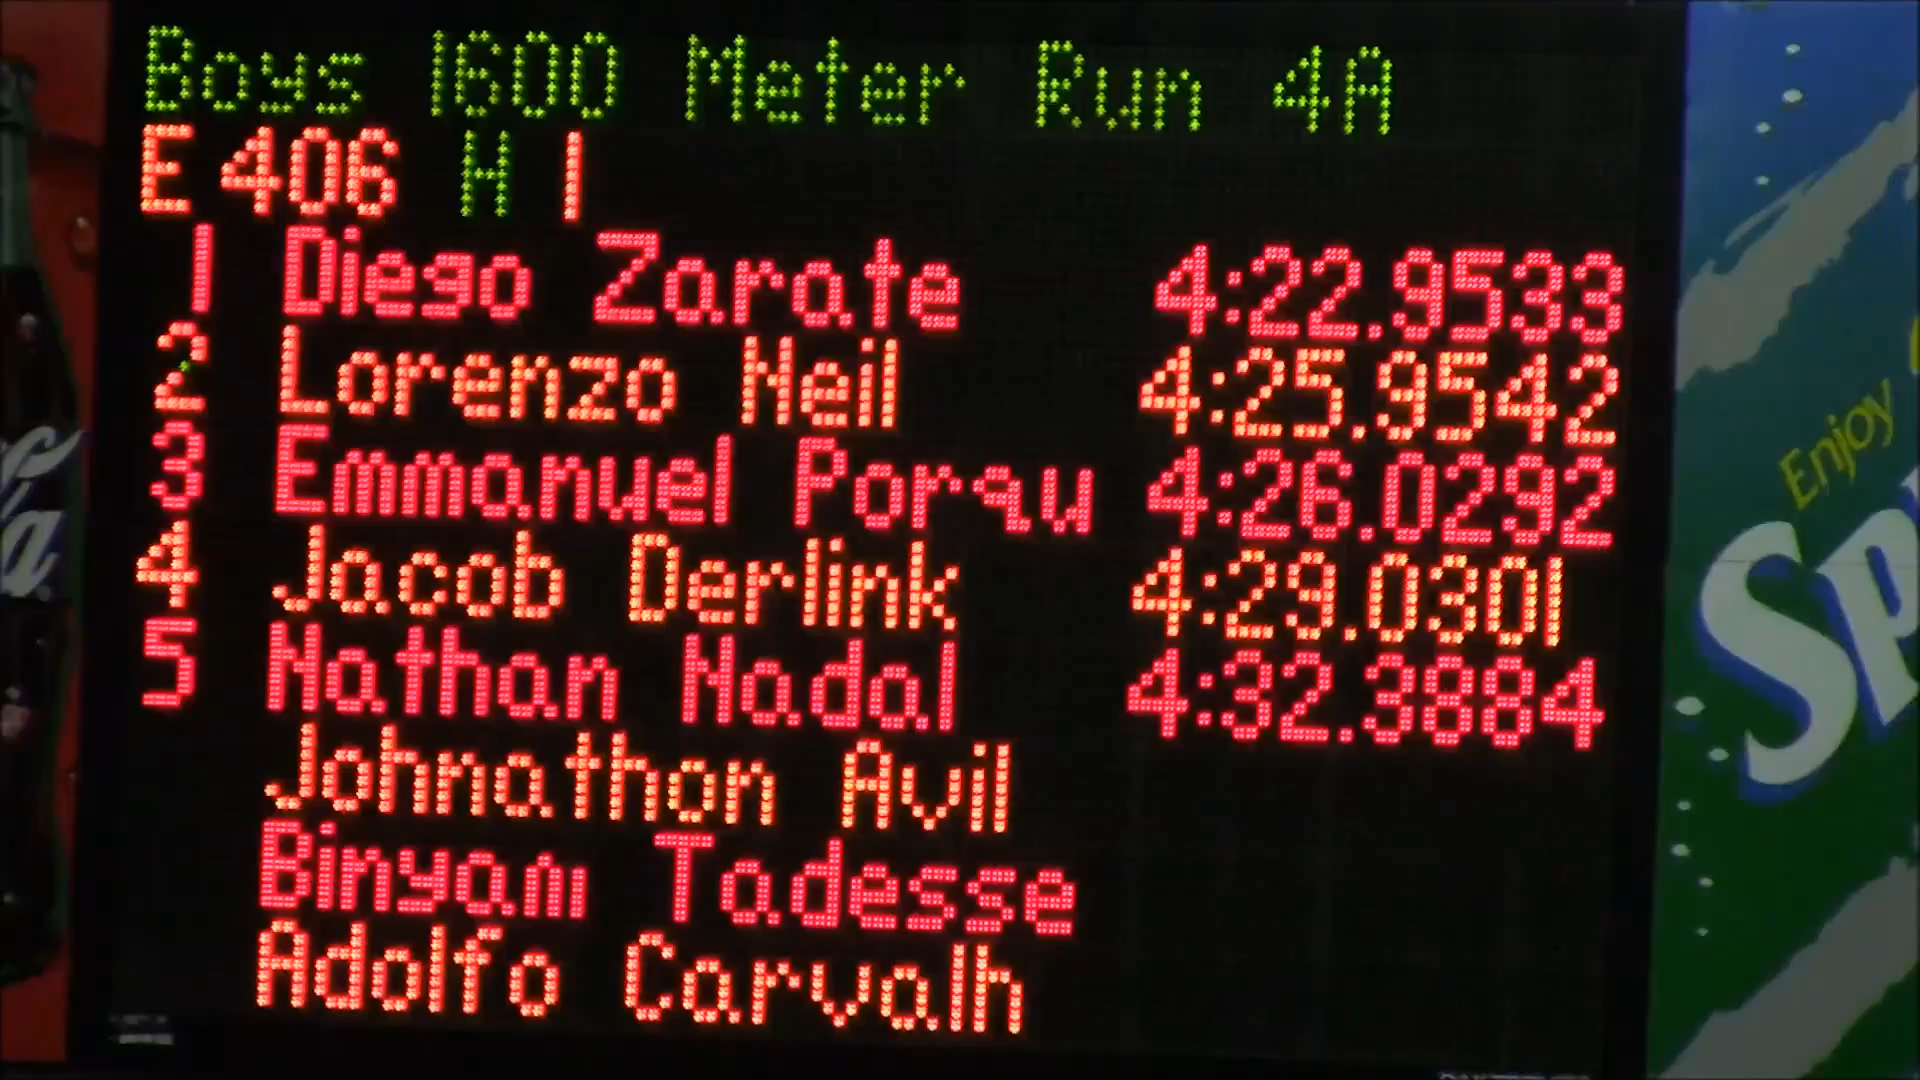 Boys 1600 Meter Run 4A
E 406 H 1
1 Diego Zarate 4:22.9533
2 Lorenzo Neil 4:25.9542
3 Emmanuel Porqu 4:26.0292
4 Jacob Derlink 4:29.0301
5 Nathan Nadal 4:32.3884
Johnathon Avil
Binyam Tadesse
Adolfo Carvalh
Enjoy
Sp